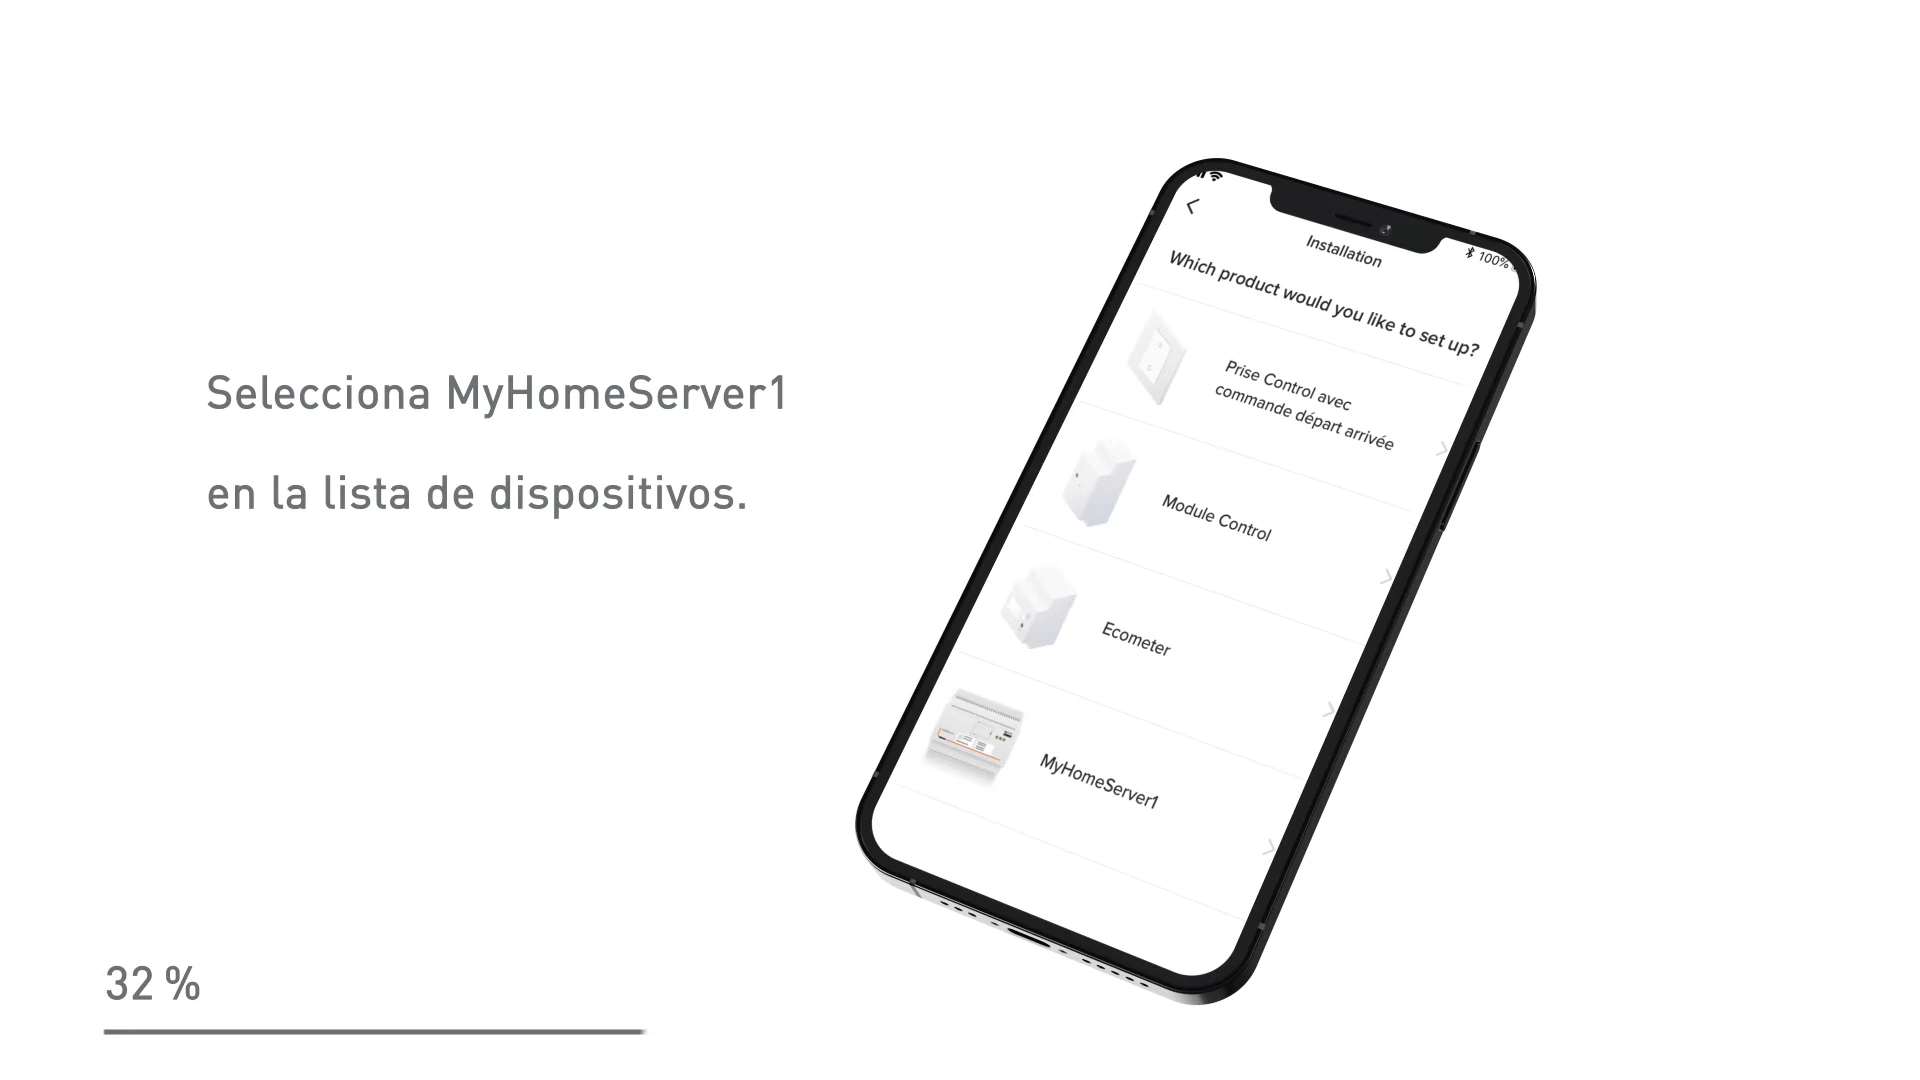 Selecciona MyHomeServer1
en la lista de dispositivos.
32 %
100%
Installation
Which product would you like to set up?
Prise Control avec
commande départ arrivée
Module Control
Ecometer
MyHomeServer1